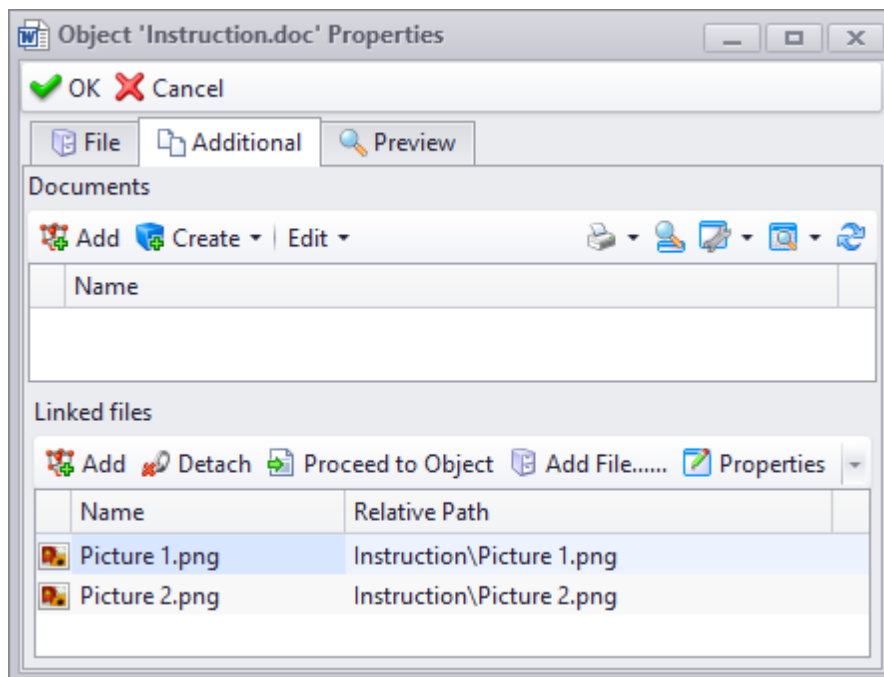 Object 'Instruction.doc' Properties
OK Cancel
File Additional Preview
Documents
Add Create Edit
Name
Linked files
Add Detach Proceed to Object Add File...... Properties
Name Relative Path
Picture 1.png Instruction\Picture 1.png
Picture 2.png Instruction\Picture 2.png